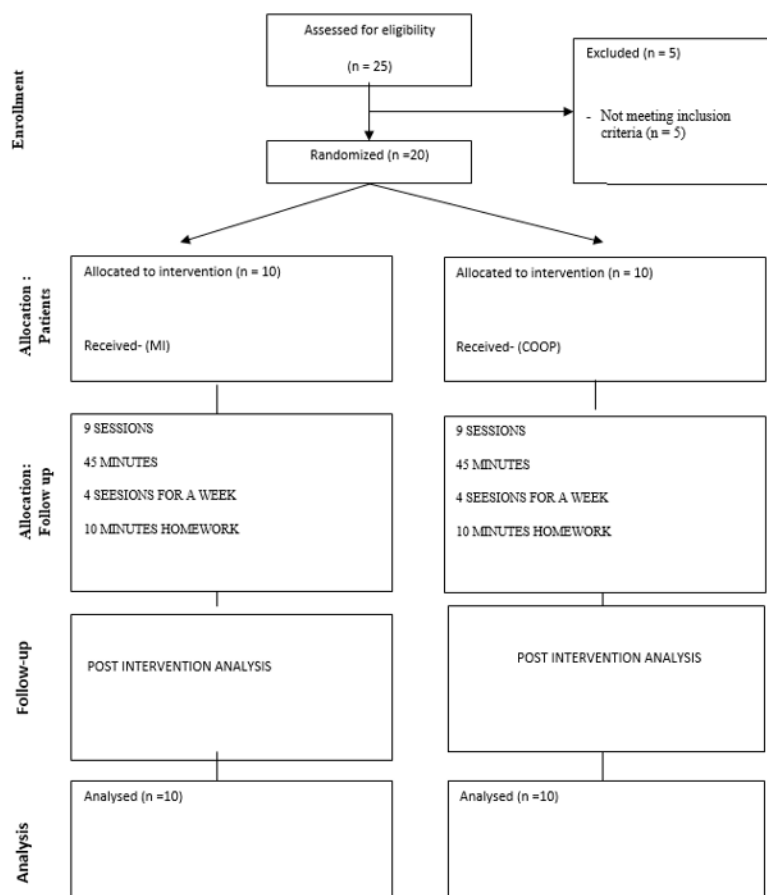 Assessed for eligibility
(n = 25)
Excluded (n = 5)
- Not meeting inclusion
criteria (n = 5)
Enrollment
Randomized (n =20)
Allocation :
Patients
Allocated to intervention (n = 10)
Received- (MI)
Allocated to intervention (n = 10)
Received- (COOP)
Allocation:
Follow up
9 SESSIONS
45 MINUTES
4 SEESIONS FOR A WEEK
10 MINUTES HOMEWORK
9 SESSIONS
45 MINUTES
4 SEESIONS FOR A WEEK
10 MINUTES HOMEWORK
Follow-up
POST INTERVENTION ANALYSIS
POST INTERVENTION ANALYSIS
Analysis
Analysed (n =10)
Analysed (n =10)